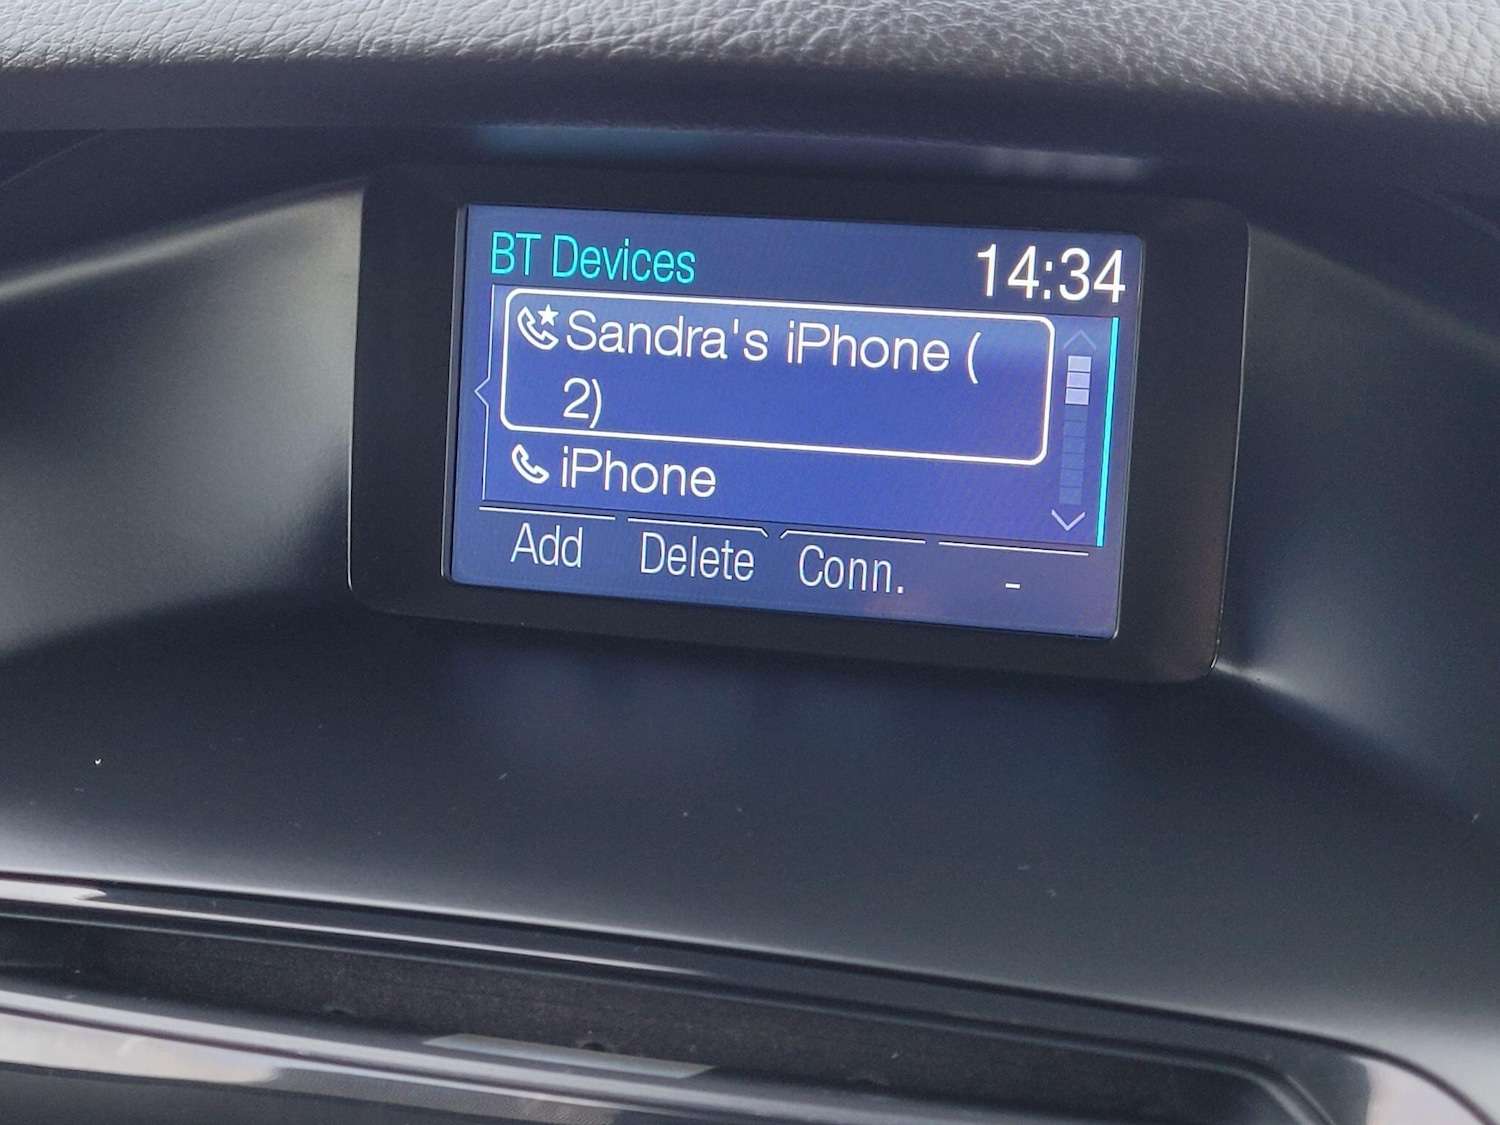 BT Devices 14:34
Sandra's iPhone (
2)
iPhone
Add Delete Conn. -